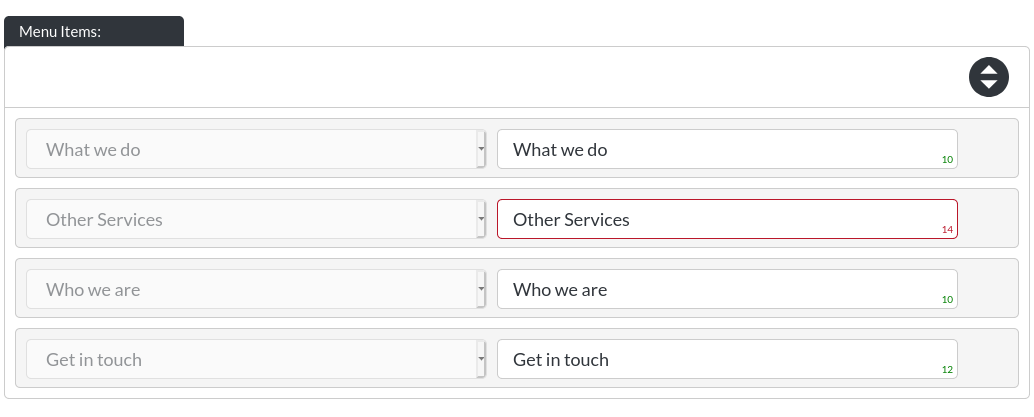 Menu Items:
What we do What we do 10
Other Services Other Services 14
Who we are Who we are 10
Get in touch Get in touch 12